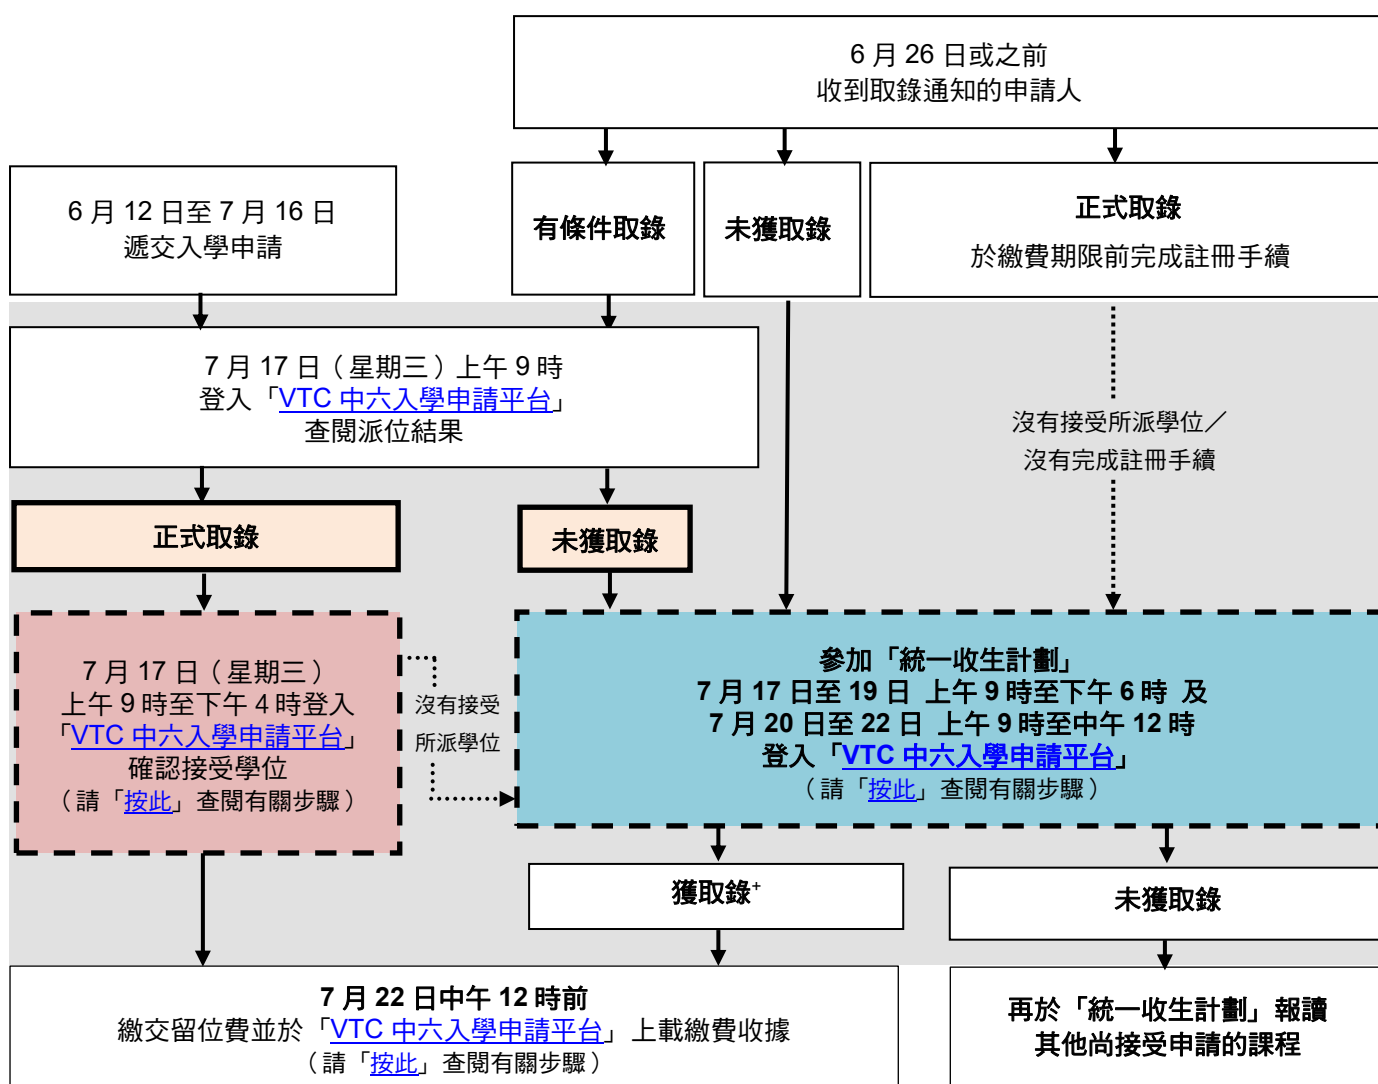 6 月 26 日或之前
收到取錄通知的申請人
6 月 12 日至 7 月 16 日
遞交入學申請
有條件取錄
未獲取錄
正式取錄
於繳費期限前完成註冊手續
7 月 17 日（星期三）上午 9 時
登入「VTC 中六入學申請平台」
查閱派位結果
沒有接受所派學位／
沒有完成註冊手續
正式取錄
未獲取錄
7 月 17 日（星期三）
上午 9 時至下午 4 時登入
「VTC 中六入學申請平台」
確認接受學位
（請「按此」查閱有關步驟）
沒有接受
所派學位
參加「統一收生計劃」
7 月 17 日至 19 日 上午 9 時至下午 6 時 及
7 月 20 日至 22 日 上午 9 時至中午 12 時
登入「VTC 中六入學申請平台」
（請「按此」查閱有關步驟）
獲取錄⁺
未獲取錄
7 月 22 日中午 12 時前
繳交留位費並於「VTC 中六入學申請平台」上載繳費收據
（請「按此」查閱有關步驟）
再於「統一收生計劃」報讀
其他尚接受申請的課程